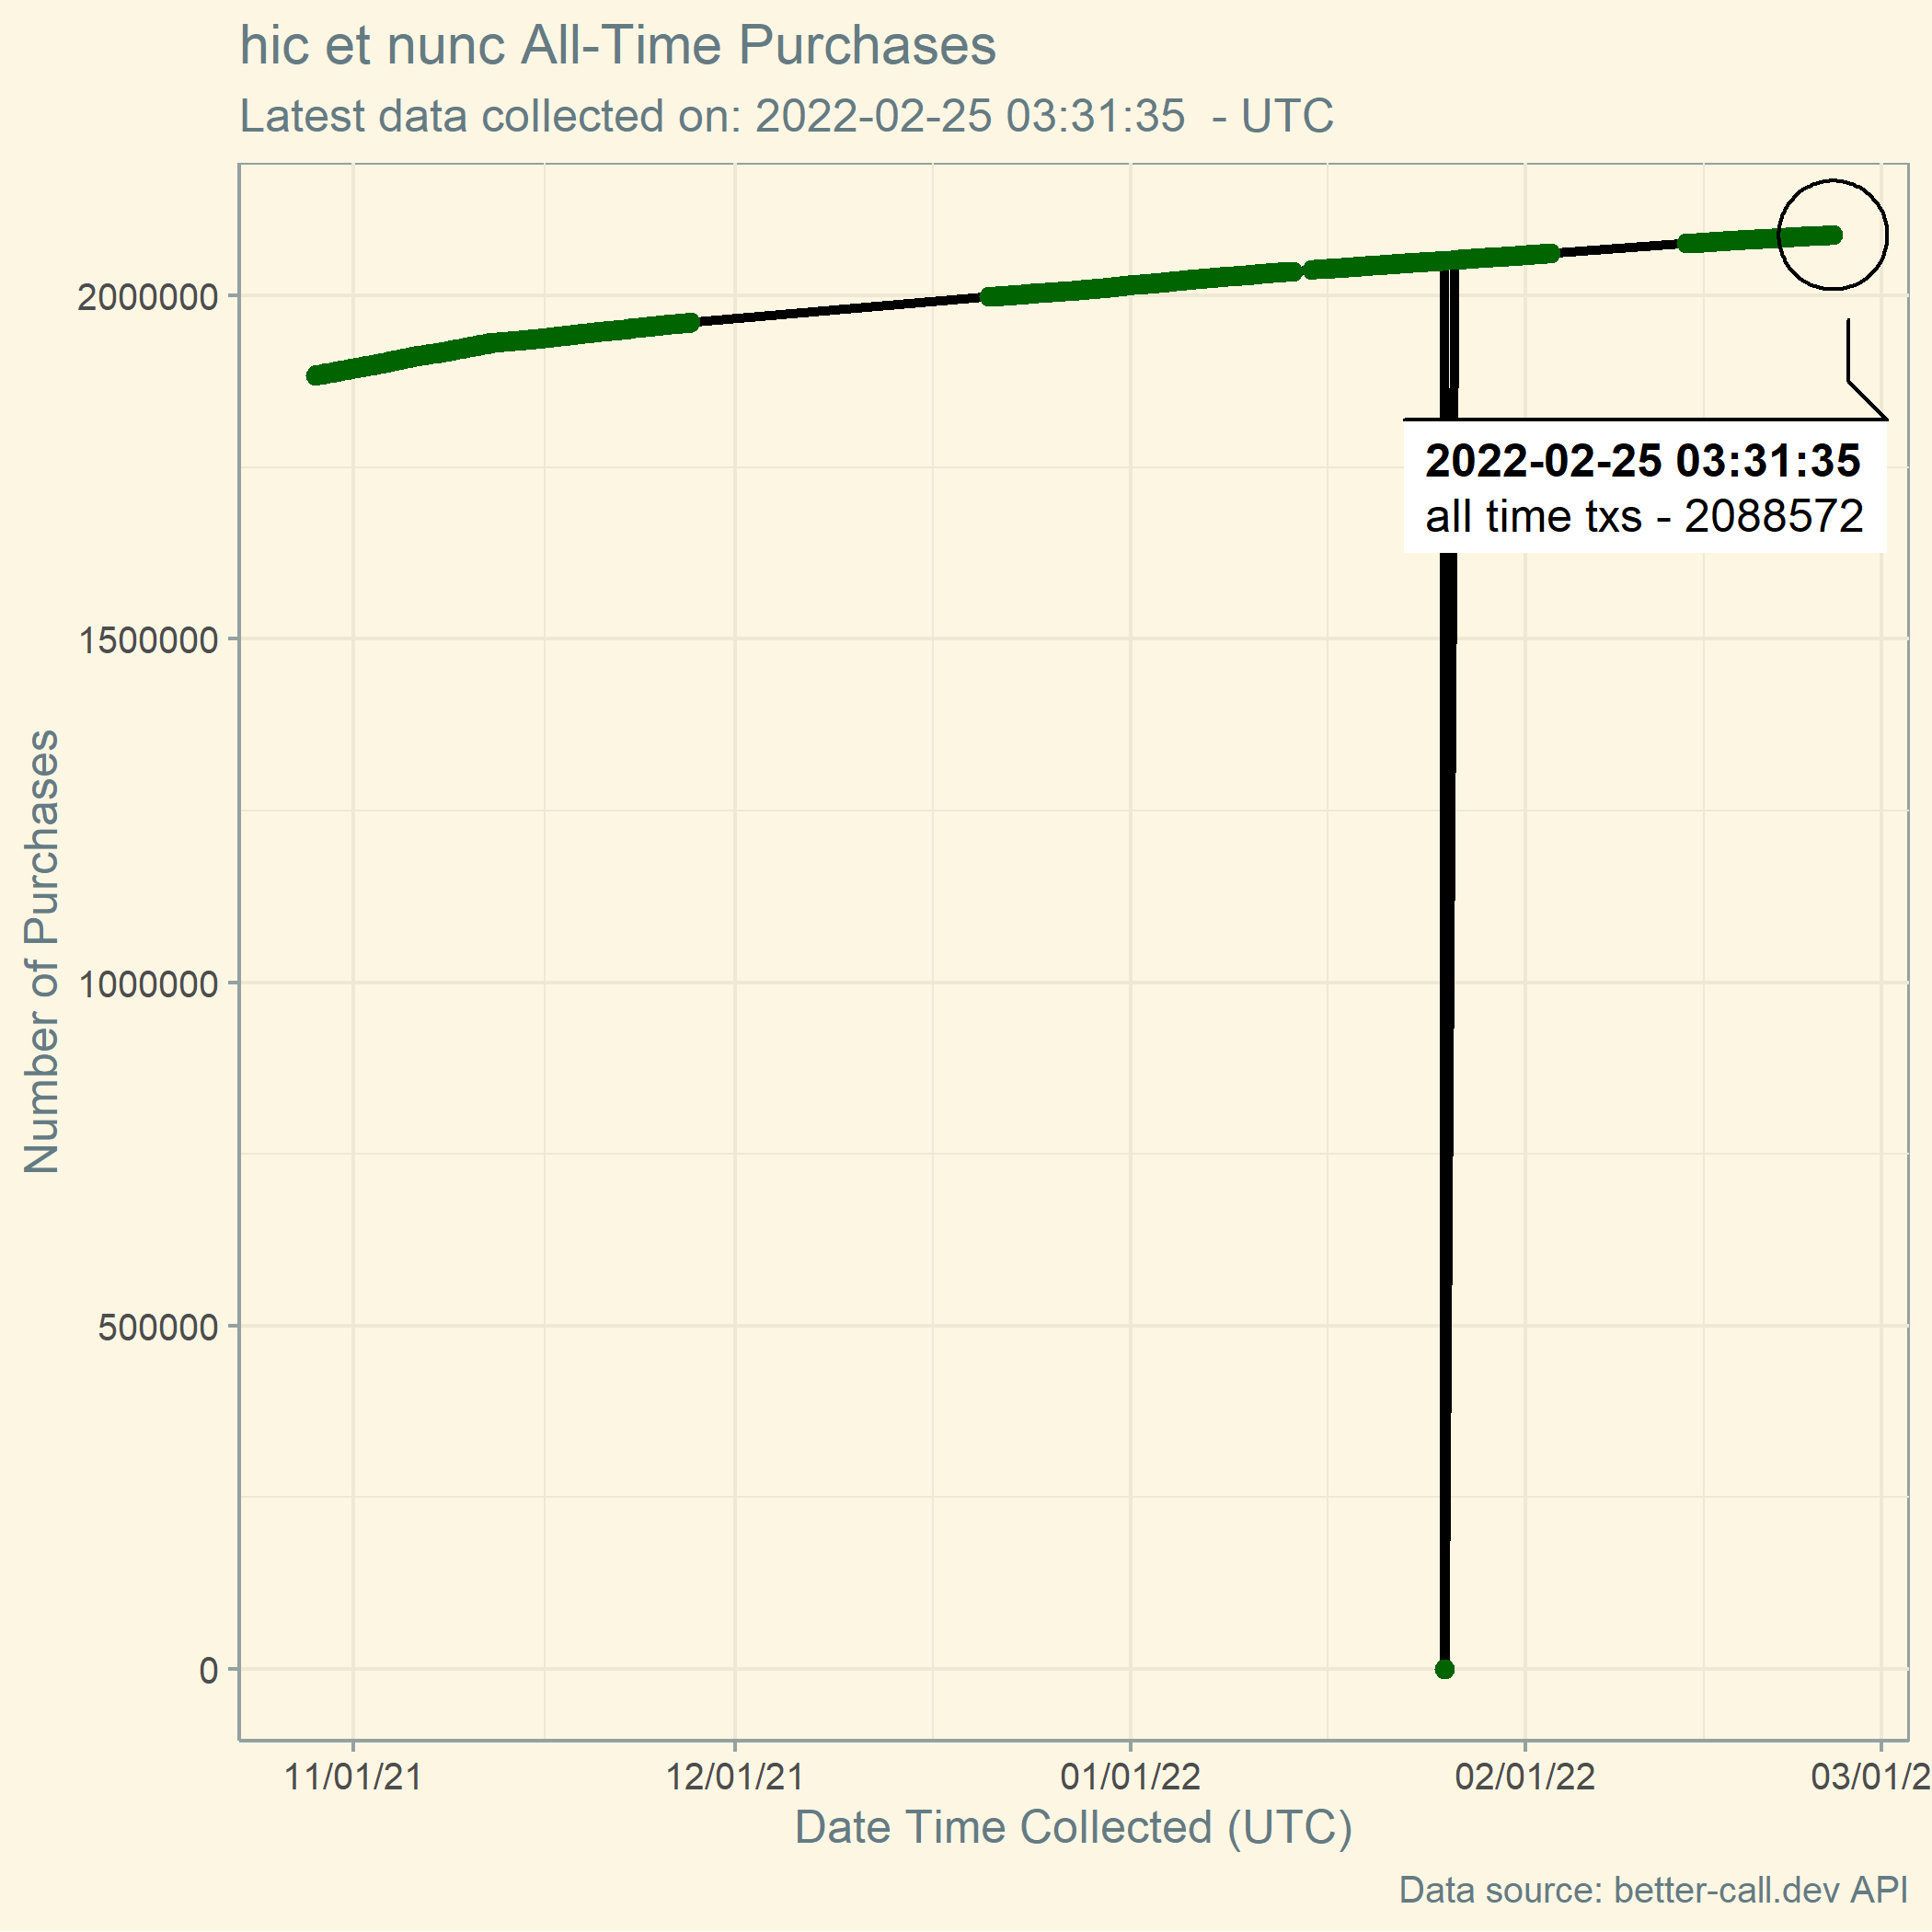 hic et nunc All-Time Purchases
Latest data collected on: 2022-02-25 03:31:35  - UTC
2022-02-25 03:31:35
all time txs - 2088572
Number of Purchases
2000000
1500000
1000000
500000
0
11/01/21 12/01/21 01/01/22 02/01/22 03/01/2
Date Time Collected (UTC)
Data source: better-call.dev API